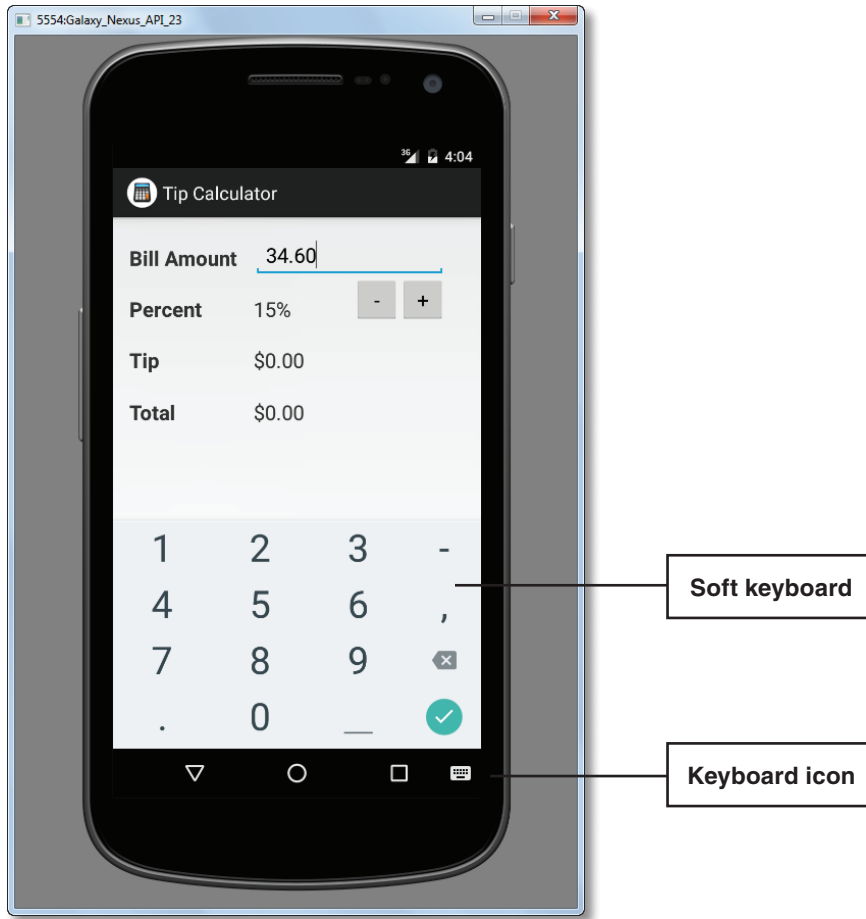 5554:Galaxy_Nexus_API_23
3G 4:04
Tip Calculator
Bill Amount 34.60
Percent 15% - +
Tip $0.00
Total $0.00
1 2 3 -
4 5 6 ,
Soft keyboard
7 8 9
. 0 _
Keyboard icon